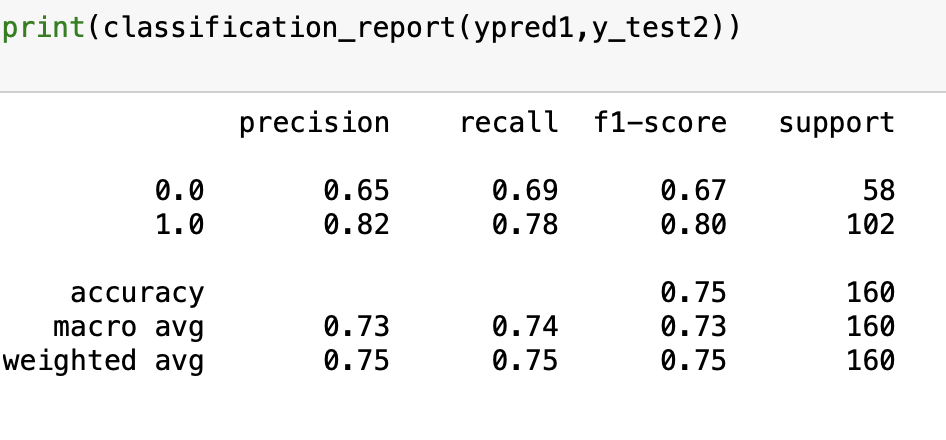 print(classification_report(ypred1,y_test2))
precision recall f1-score support
0.0 0.65 0.69 0.67 58
1.0 0.82 0.78 0.80 102
accuracy 0.75 160
macro avg 0.73 0.74 0.73 160
weighted avg 0.75 0.75 0.75 160